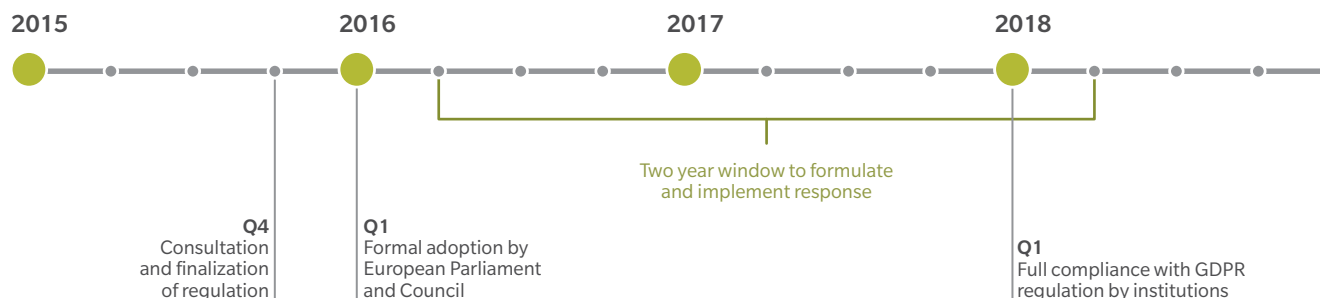 2015
2016
2017
2018
Two year window to formulate
and implement response
Q4
Consultation
and finalization
of regulation
Q1
Formal adoption by
European Parliament
and Council
Q1
Full compliance with GDPR
regulation by institutions